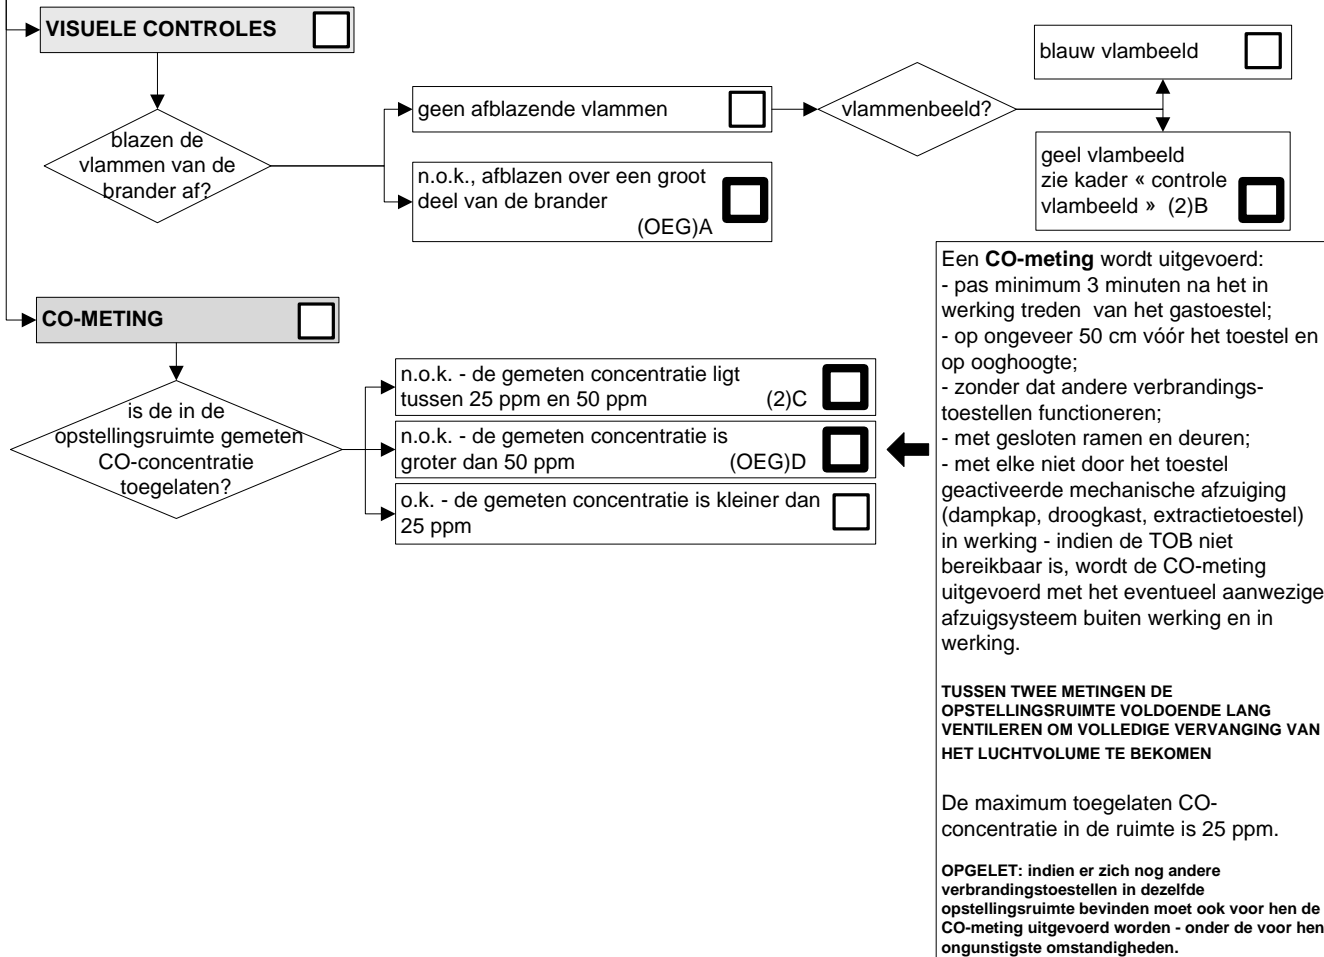 VISUELE CONTROLES
blazen de
vlammen van de
brander af?
geen afblazende vlammen
n.o.k., afblazen over een groot
deel van de brander
(OEG)A
vlammenbeeld?
blauw vlambeeld
geel vlambeeld
zie kader « controle
vlambeeld » (2)B
CO-METING
is de in de
opstellingsruimte gemeten
CO-concentratie
toegelaten?
n.o.k. - de gemeten concentratie ligt
tussen 25 ppm en 50 ppm (2)C
n.o.k. - de gemeten concentratie is
groter dan 50 ppm (OEG)D
o.k. - de gemeten concentratie is kleiner dan
25 ppm
Een CO-meting wordt uitgevoerd:
- pas minimum 3 minuten na het in
werking treden van het gastoestel;
- op ongeveer 50 cm vóór het toestel en
op ooghoogte;
- zonder dat andere verbrandings-
toestellen functioneren;
- met gesloten ramen en deuren;
- met elke niet door het toestel
geactiveerde mechanische afzuiging
(dampkap, droogkast, extractietoestel)
in werking - indien de TOB niet
bereikbaar is, wordt de CO-meting
uitgevoerd met het eventueel aanwezige
afzuigsysteem buiten werking en in
werking.
TUSSEN TWEE METINGEN DE
OPSTELLINGSRUIMTE VOLDOENDE LANG
VENTILEREN OM VOLLEDIGE VERVANGING VAN
HET LUCHTVOLUME TE BEKOMEN
De maximum toegelaten CO-
concentratie in de ruimte is 25 ppm.
OPGELET: indien er zich nog andere
verbrandingstoestellen in dezelfde
opstellingsruimte bevinden moet ook voor hen de
CO-meting uitgevoerd worden - onder de voor hen
ongunstigste omstandigheden.